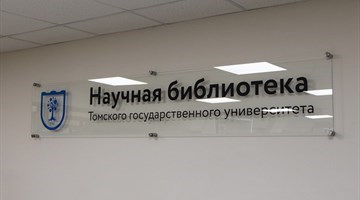 Научная библиотека
Томского государственного университета